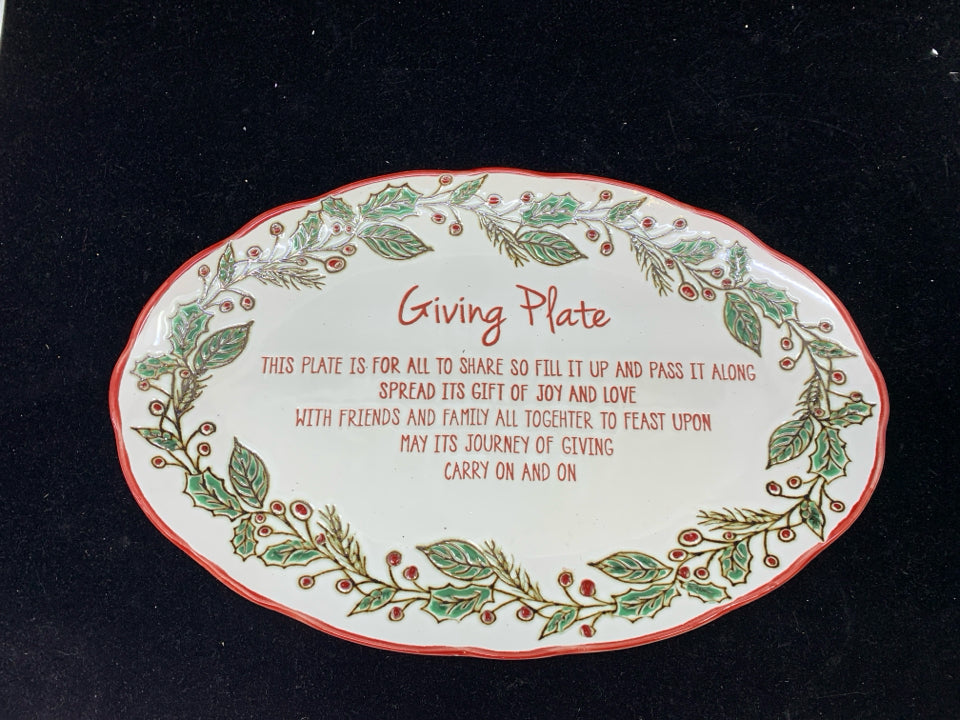 Giving Plate
THIS PLATE IS FOR ALL TO SHARE SO FILL IT UP AND PASS IT ALONG
SPREAD ITS GIFT OF JOY AND LOVE
WITH FRIENDS AND FAMILY ALL TOGEHTER TO FEAST UPON
MAY ITS JOURNEY OF GIVING
CARRY ON AND ON